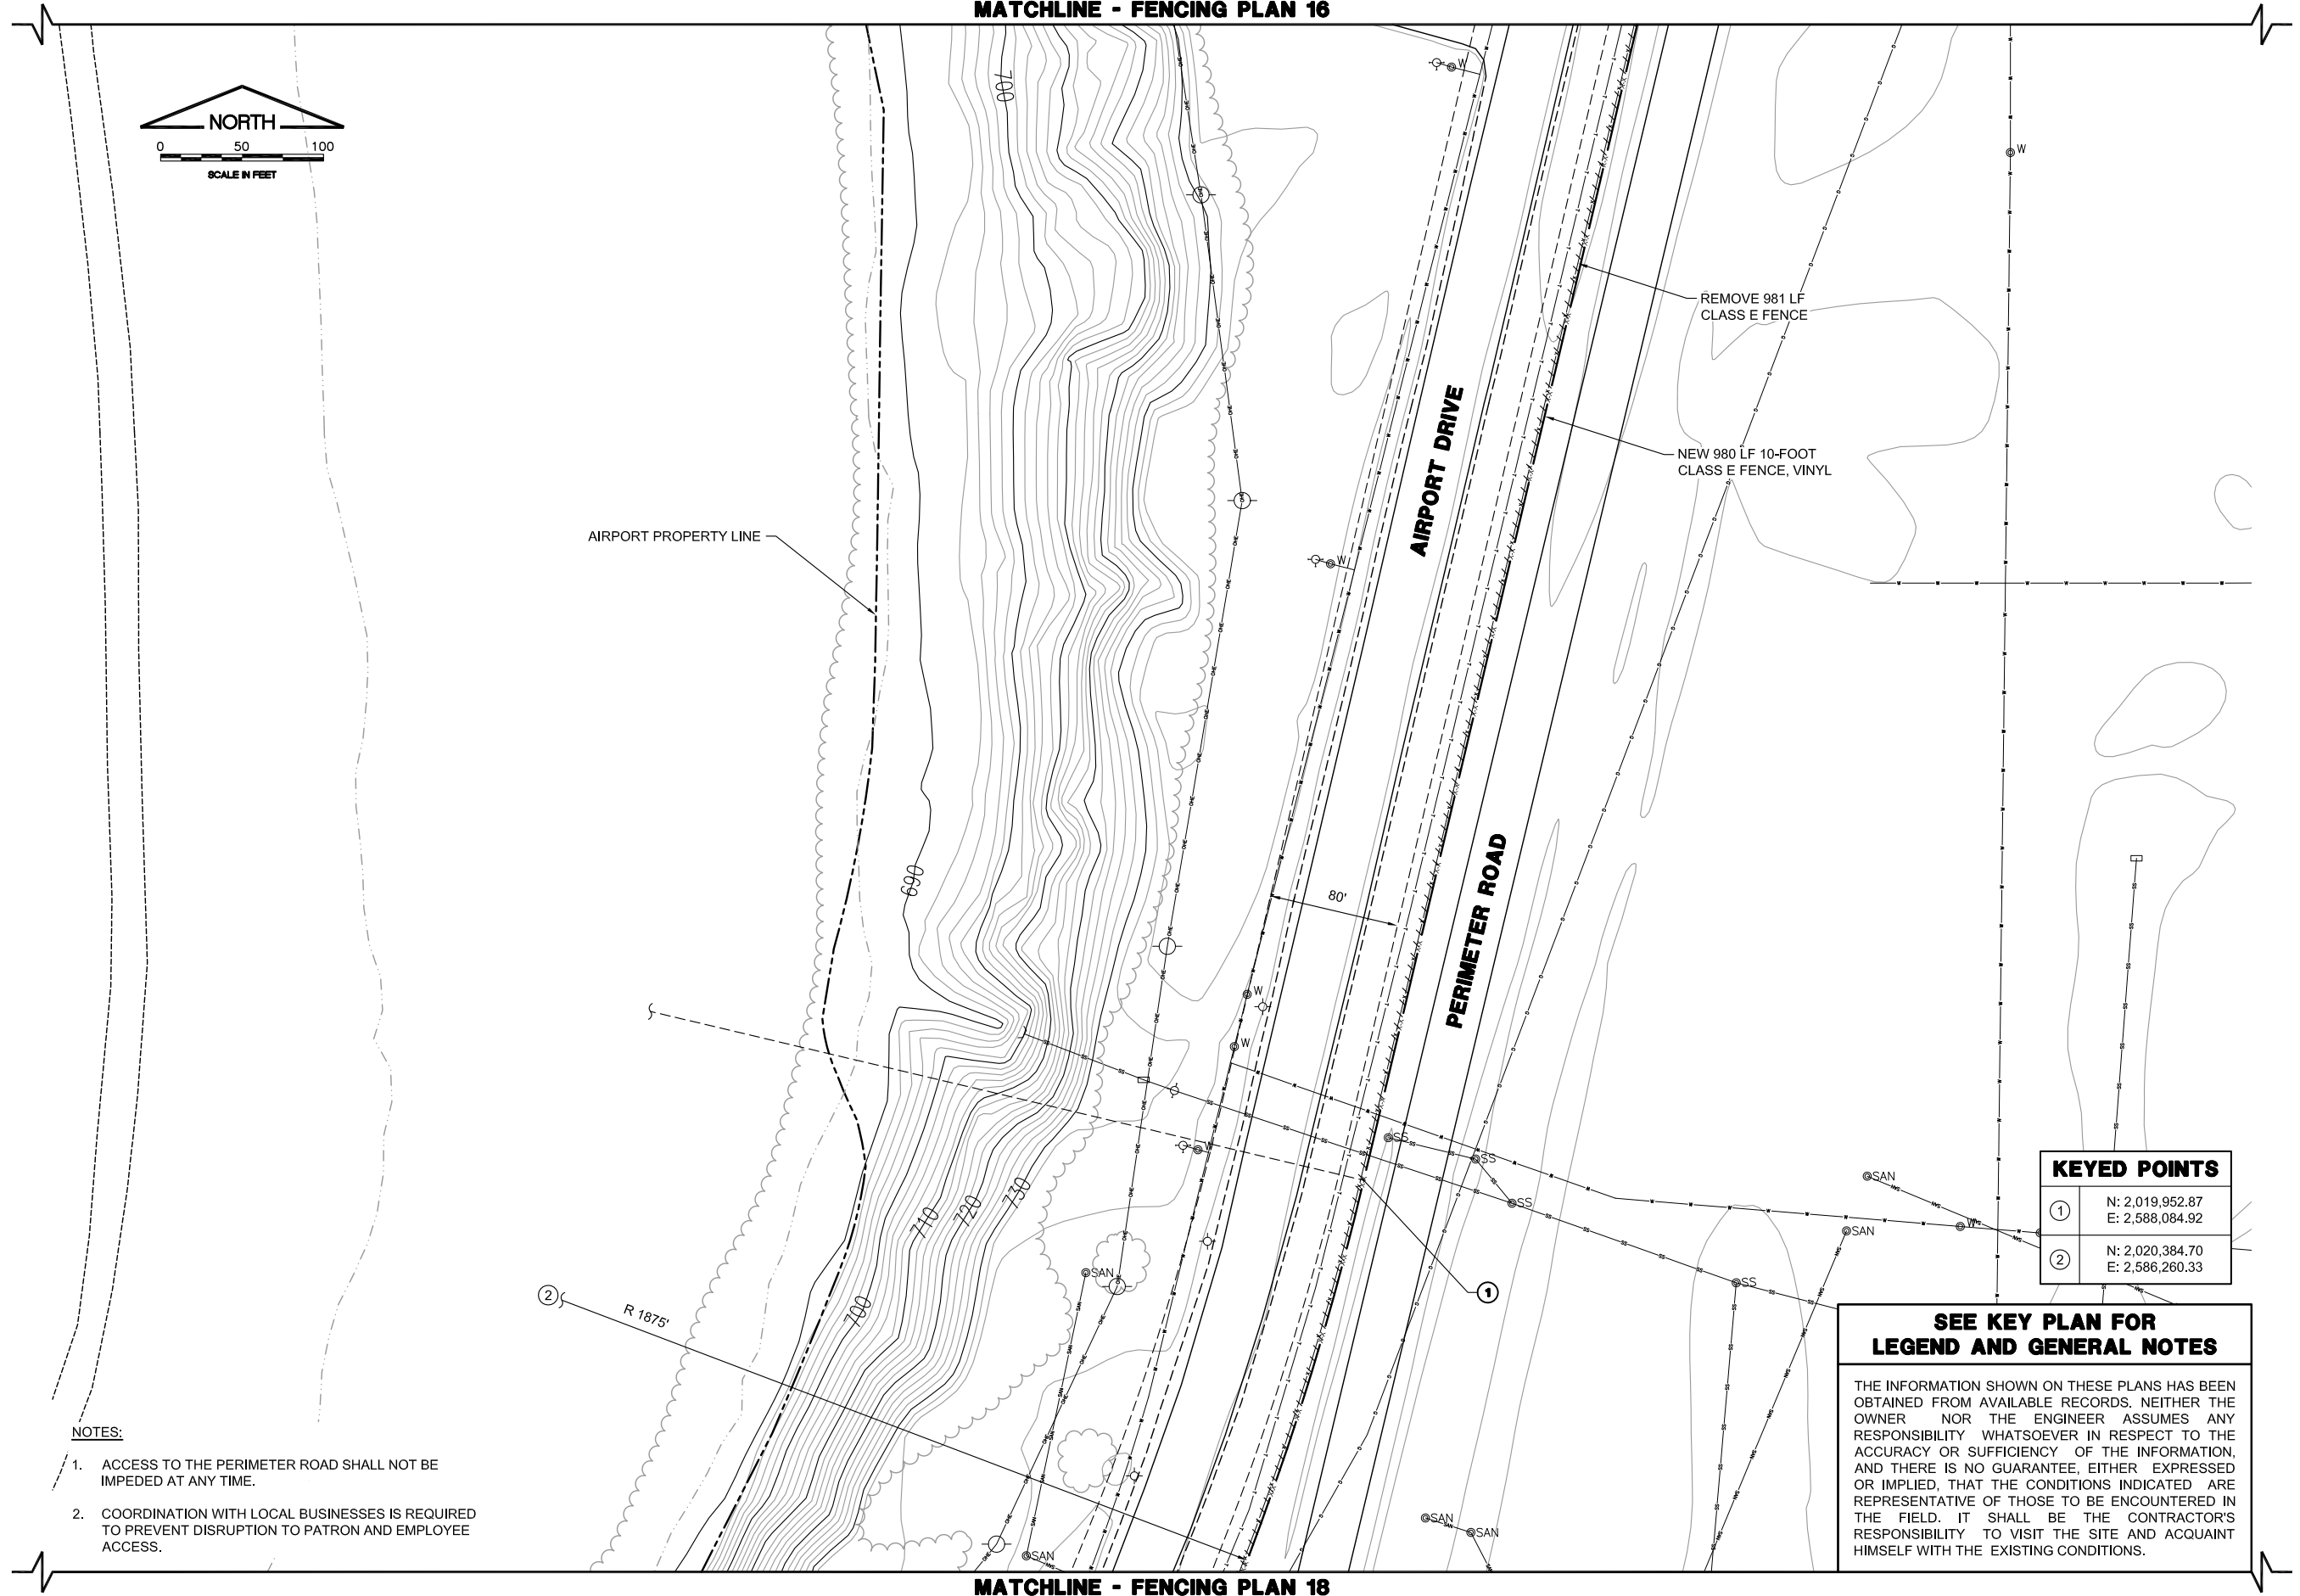 MATCHLINE - FENCING PLAN 16
NORTH
0 50 100
SCALE IN FEET
700
W
W
REMOVE 981 LF
CLASS E FENCE
AIRPORT DRIVE
NEW 980 LF 10-FOOT
CLASS E FENCE, VINYL
AIRPORT PROPERTY LINE
W
690
80'
PERIMETER ROAD
W
W
W
SS
SS
SS
SAN
W
SAN
SS
KEYED POINTS
1 N: 2,019,952.87
E: 2,588,084.92
2 N: 2,020,384.70
E: 2,586,260.33
710
720
730
700
SAN
1
2
R 1875'
SEE KEY PLAN FOR
LEGEND AND GENERAL NOTES
THE INFORMATION SHOWN ON THESE PLANS HAS BEEN
OBTAINED FROM AVAILABLE RECORDS. NEITHER THE
OWNER NOR THE ENGINEER ASSUMES ANY
RESPONSIBILITY WHATSOEVER IN RESPECT TO THE
ACCURACY OR SUFFICIENCY OF THE INFORMATION,
AND THERE IS NO GUARANTEE, EITHER EXPRESSED
OR IMPLIED, THAT THE CONDITIONS INDICATED ARE
REPRESENTATIVE OF THOSE TO BE ENCOUNTERED IN
THE FIELD. IT SHALL BE THE CONTRACTOR'S
RESPONSIBILITY TO VISIT THE SITE AND ACQUAINT
HIMSELF WITH THE EXISTING CONDITIONS.
NOTES:
1. ACCESS TO THE PERIMETER ROAD SHALL NOT BE
IMPEDED AT ANY TIME.
2. COORDINATION WITH LOCAL BUSINESSES IS REQUIRED
TO PREVENT DISRUPTION TO PATRON AND EMPLOYEE
ACCESS.
SAN
SAN
SAN
MATCHLINE - FENCING PLAN 18